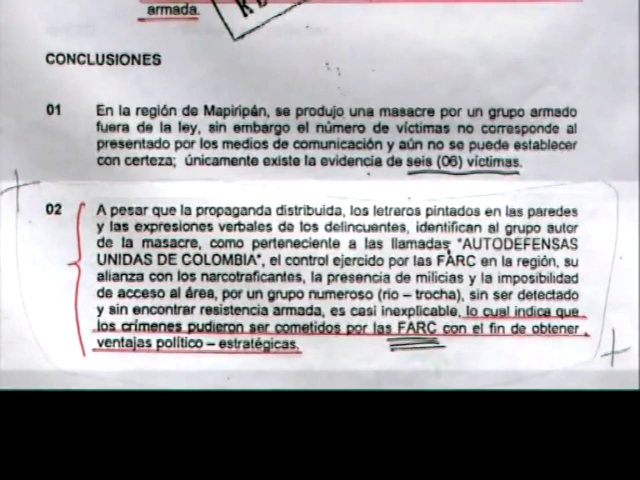 armada.
CONCLUSIONES
01 En la región de Mapiripán, se produjo una masacre por un grupo armado
fuera de la ley, sin embargo el número de víctimas no corresponde al
presentado por los medios de comunicación y aún no se puede establecer
con certeza; únicamente existe la evidencia de seis (06) víctimas.
02 A pesar que la propaganda distribuida, los letreros pintados en las paredes
y las expresiones verbales de los delincuentes, identifican al grupo autor
de la masacre, como perteneciente a las llamadas "AUTODEFENSAS
UNIDAS DE COLOMBIA", el control ejercido por las FARC en la región, su
alianza con los narcotraficantes, la presencia de milicias y la imposibilidad
de acceso al área, por un grupo numeroso (rio – trocha), sin ser detectado
y sin encontrar resistencia armada, es casi inexplicable, lo cual indica que
los crímenes pudieron ser cometidos por las FARC con el fin de obtener
ventajas político – estratégicas.